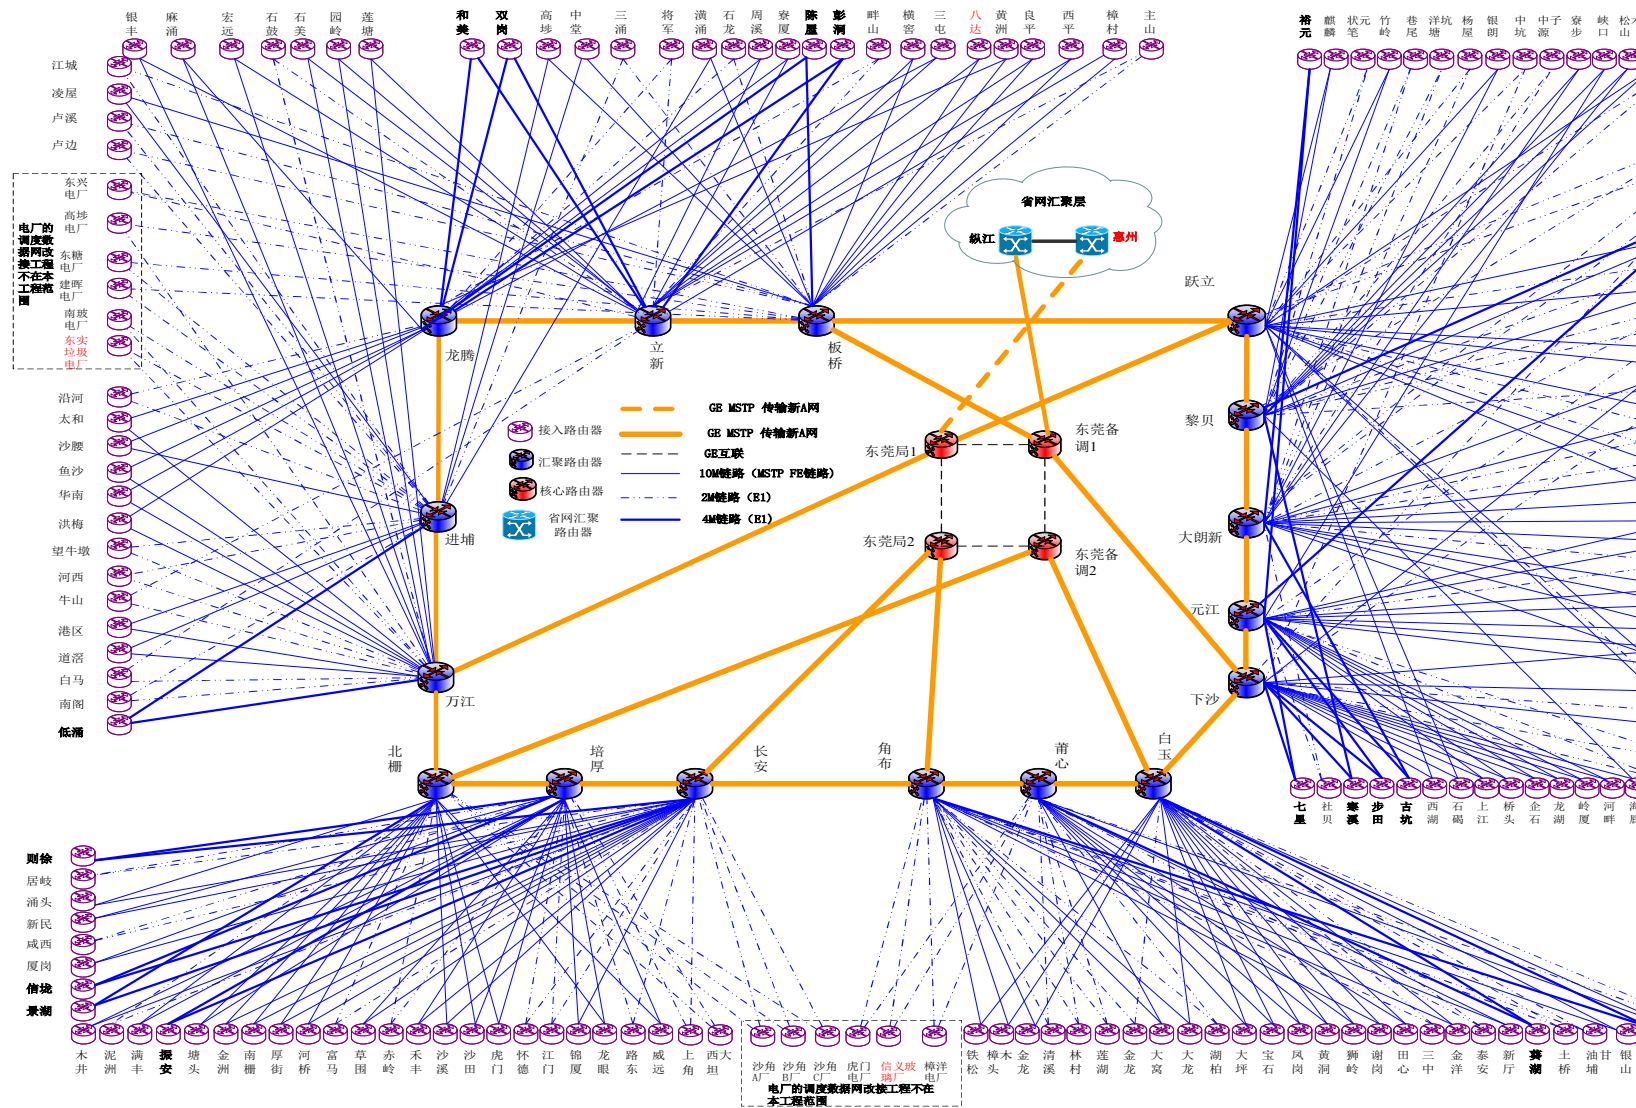 银丰
麻涌
宏远
石鼓
石美
园岭
莲塘
和美
双岗
高埗
中堂
三涌
将军
潢涌
石龙
周溪
寮厦
陈屋
彭洞
畔山
横窖
三屯
八达
黄洲
良平
西平
樟村
主山
裕元
麒麟
状元笔
竹岭
巷尾
洋坑塘
杨屋
银朗
中坑
中子源
寮步
峡口
松木山
江城
凌屋
卢溪
卢边
东兴电厂
高埗电厂
东糖电厂
建晖电厂
南玻电厂
东实垃圾电厂
电厂的调度数据网改接工程不在本工程范围
沿河
太和
沙腰
鱼沙
华南
洪梅
望牛墩
河西
牛山
港区
道滘
白马
南阁
低涌
省网汇聚层
纵江
惠州
龙腾
立新
板桥
跃立
黎贝
大朗新
元江
下沙
进埔
万江
北栅
培厚
长安
角布
莆心
白玉
东莞局1
东莞备调1
东莞局2
东莞备调2
接入路由器
汇聚路由器
核心路由器
省网汇聚路由器
GE MSTP 传输新A网
GE MSTP 传输新A网
GE互联
10M链路（MSTP FE链路）
2M链路（E1）
4M链路（E1）
七星
社贝
寒溪
步田
古坑
西湖
石碣
上江
桥头
企石
龙湖
岭厦
河畔
则徐
居岐
涌头
新民
咸西
厦岗
信垅
景湖
木井
泥洲
满丰
振安
塘头
金洲
南栅
厚街
河桥
富马
草围
赤岭
禾丰
沙溪
沙田
虎门
怀德
江门
锦厦
龙眼
路东
威远
上角
西大坦
沙角A厂
沙角B厂
沙角C厂
虎门电厂
信义玻璃厂
樟洋电厂
电厂的调度数据网改接工程不在
本工程范围
铁松
樟木头
金龙
清溪
林村
莲湖
金龙
大窝
大龙
湖柏
大坪
宝石
凤岗
黄洞
狮岭
谢岗
田心
三中
金洋
泰安
新厅
葵湖
土桥
油甘埔
银山